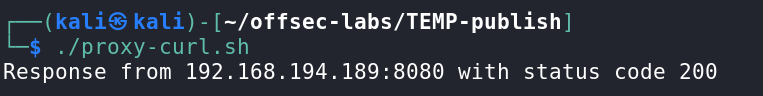 ┌──(kali㉿kali)-[~/offsec-labs/TEMP-publish]
└─$ ./proxy-curl.sh
Response from 192.168.194.189:8080 with status code 200